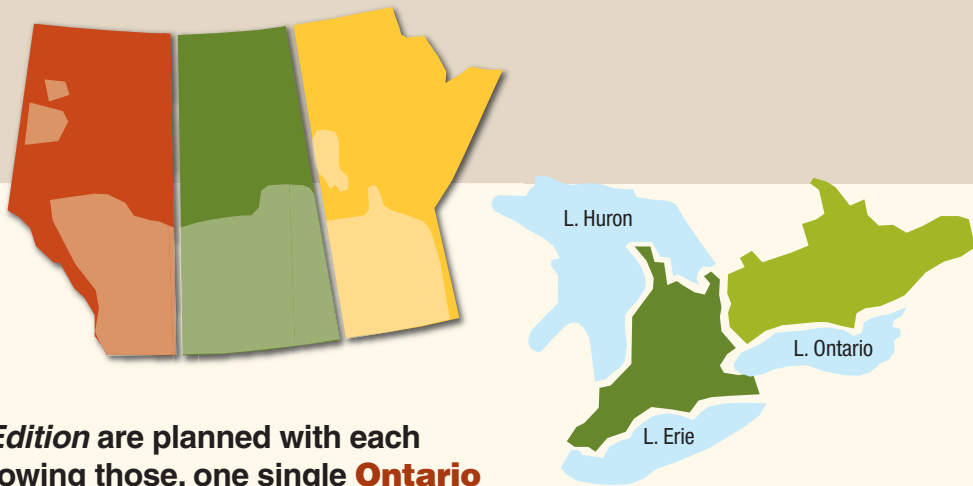 L. Huron
L. Ontario
L. Erie
Edition are planned with each
owing those, one single Ontario